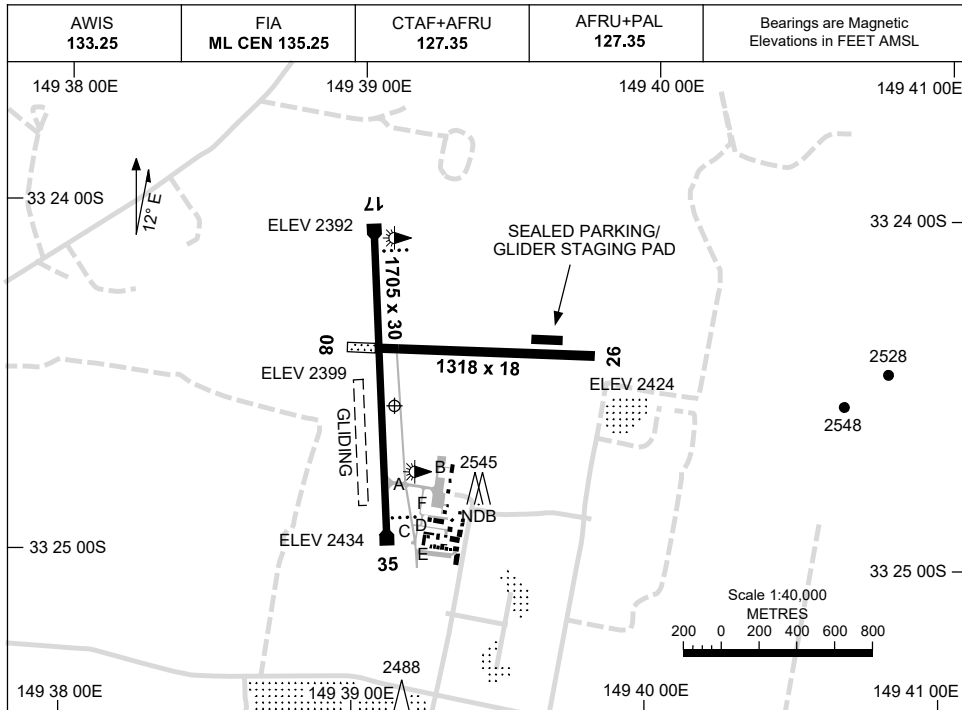 AWIS
133.25
FIA
ML CEN 135.25
CTAF+AFRU
127.35
AFRU+PAL
127.35
Bearings are Magnetic
Elevations in FEET AMSL
149 38 00E
149 39 00E
149 40 00E
149 41 00E
33 24 00S
33 24 00S
12° E
17
ELEV 2392
SEALED PARKING/
GLIDER STAGING PAD
1705 x 30
08
26
1318 x 18
ELEV 2399
ELEV 2424
2528
2548
GLIDING
2545
B
A
F
NDB
C
D
E
ELEV 2434
35
33 25 00S
33 25 00S
Scale 1:40,000
METRES
200 0 200 400 600 800
2488
149 38 00E
149 39 00E
149 40 00E
149 41 00E